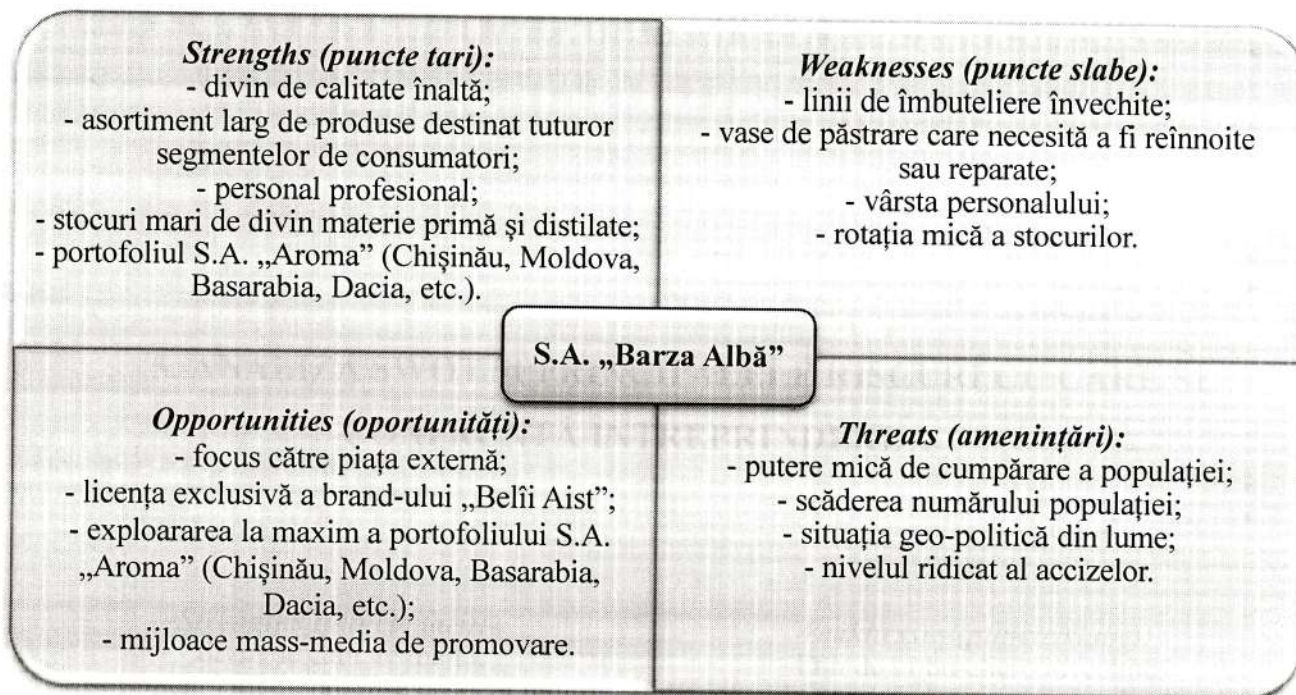 Strengths (puncte tari):
- divin de calitate înaltă;
- asortiment larg de produse destinat tuturor
segmentelor de consumatori;
- personal profesional;
- stocuri mari de divin materie primă și distilate;
- portofoliul S.A. „Aroma” (Chișinău, Moldova,
Basarabia, Dacia, etc.).
Weaknesses (puncte slabe):
- linii de îmbuteliere învechite;
- vase de păstrare care necesită a fi reînnoite
sau reparate;
- vârsta personalului;
- rotația mică a stocurilor.
S.A. „Barza Albă”
Opportunities (oportunităti):
- focus către piața externă;
- licența exclusivă a brand-ului „Belîi Aist”;
- exploararea la maxim a portofoliului S.A.
„Aroma” (Chișinău, Moldova, Basarabia,
Dacia, etc.);
- mijloace mass-media de promovare.
Threats (amenințări):
- putere mică de cumpărare a populației;
- scăderea numărului populației;
- situația geo-politică din lume;
- nivelul ridicat al accizelor.